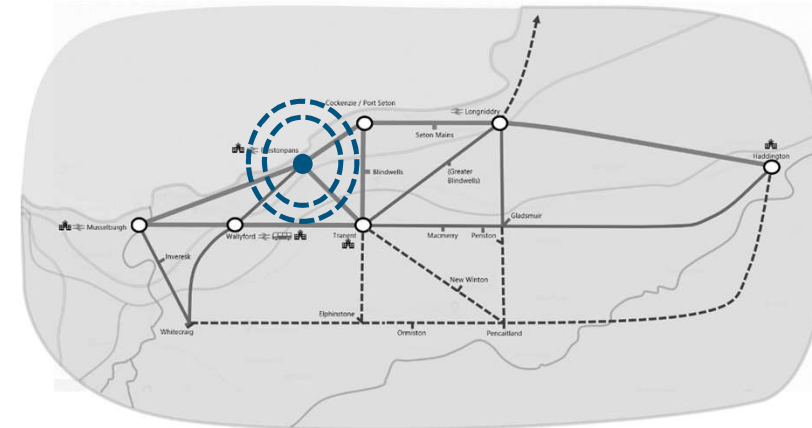 Cockenzie / Port Seton
Longniddry
Seton Mains
Haddington
Blindwells
(Greater
Blindwells)
Gladsmuir
Musselburgh
Wallyford
Tranent
Macmerry
Penston
Inveresk
New Winton
Elphinstone
Whitecraig
Ormiston
Pencaitland